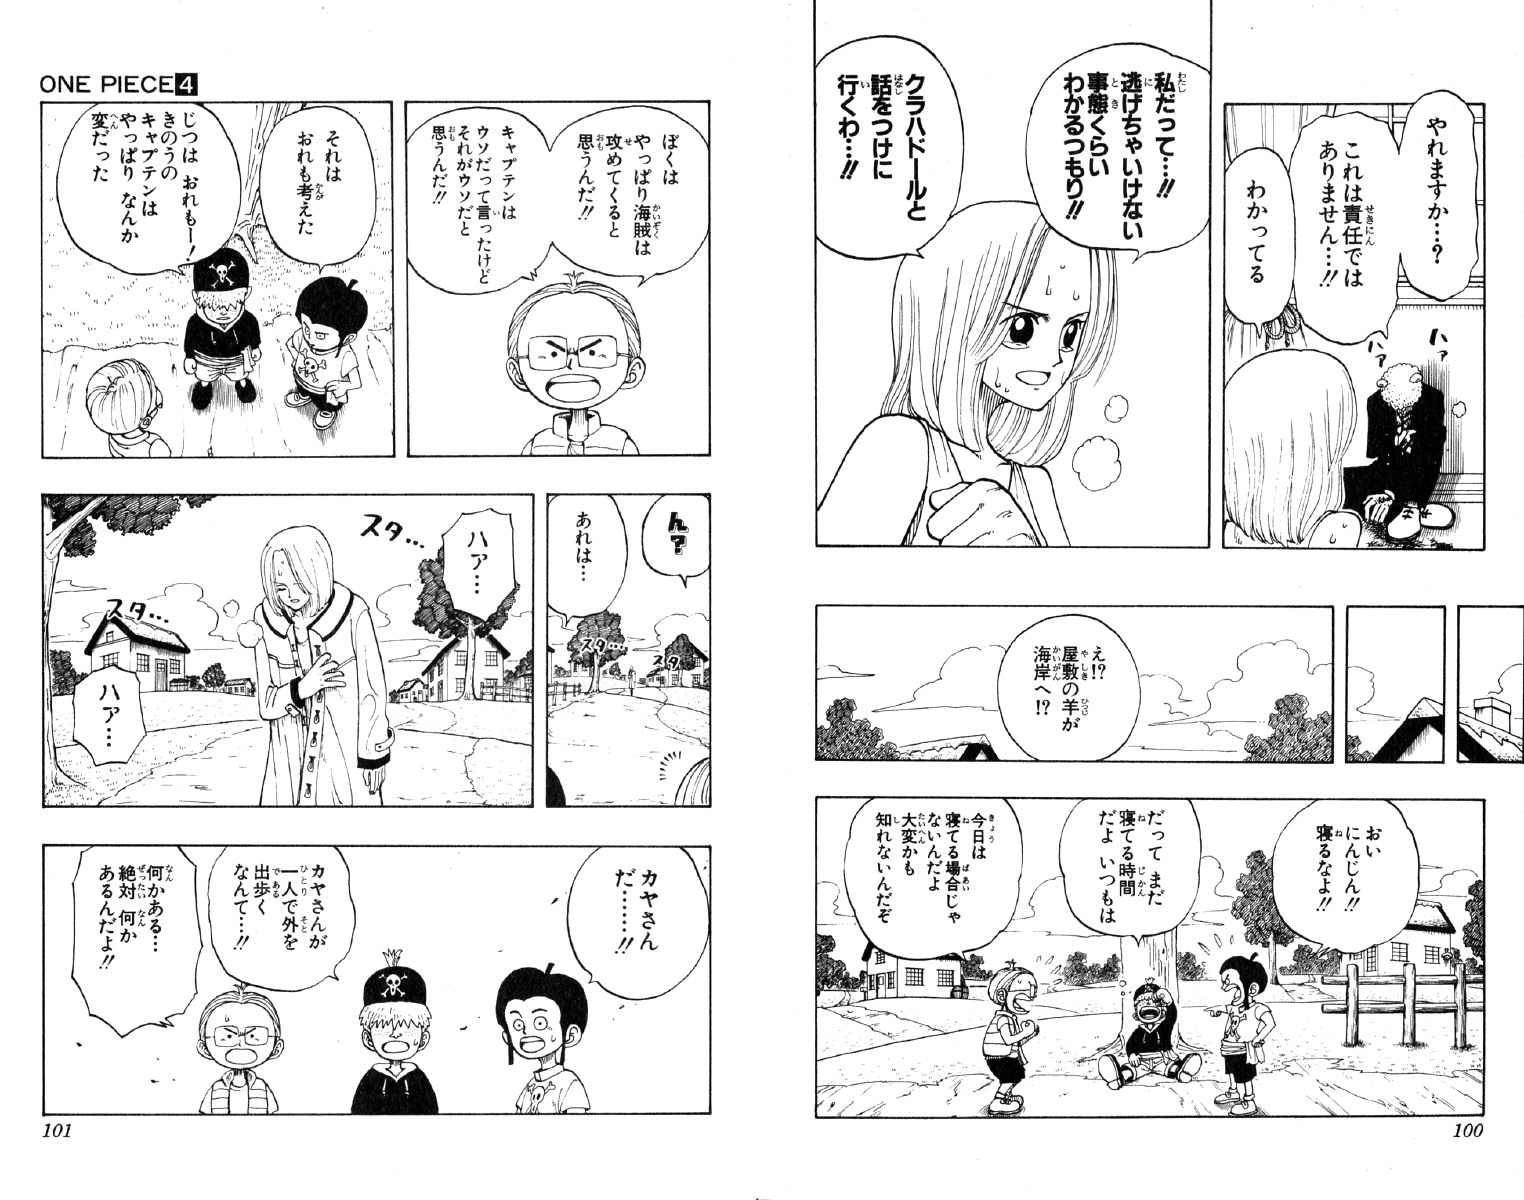 やれますか…?
これは責任では
ありません…!!
わかってる
ハァ
ハァ
私だって…!!
逃げちゃいけない
事態くらい
わかるつもり!!
クラハドールと
話をつけに
行くわ…!!
え!?
屋敷の羊が
海岸へ!?
おい
にんじん!!
寝るなよ!!
だって まだ
寝てる時間
だよ いつもは
今日は
寝てる場合じゃ
ないんだよ
大変かも
知れないんだぞ
100
ONE PIECE 4
ぼくは
やっぱり海賊は
攻めてくると
思うんだ!!
キャプテンは
ウソだって言ったけど
それがウソだと
思うんだ!!
それは
おれも考えた
じつは おれもー!
きのうの
キャプテンは
やっぱり なんか
変だった
ん?
あれは…
スタ…
スタ…
ハァ…
スタ…
スタ…
ハァ…
カヤさん
だ………!!
カヤさんが
一人で外を
出歩く
なんて…!!
何かある…
絶対 何か
あるんだよ!!
101